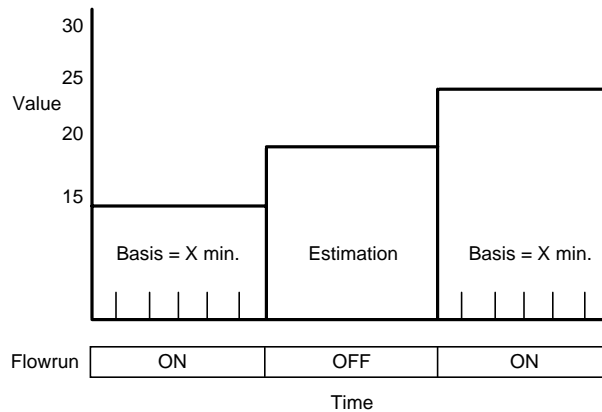 30
25
Value
20
15
Basis = X min.
Estimation
Basis = X min.
Flowrun
ON
OFF
ON
Time